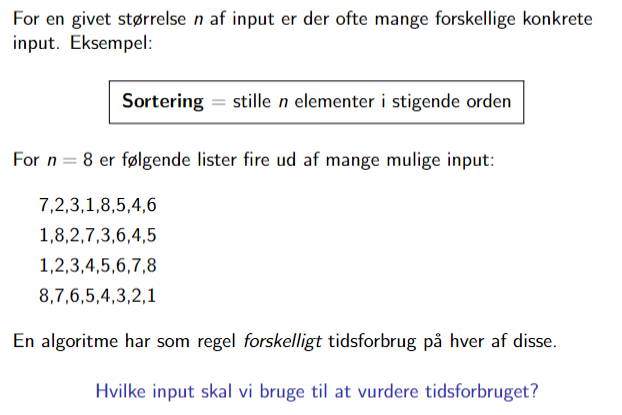 For en givet størrelse n af input er der ofte mange forskellige konkrete
input. Eksempel:
Sortering = stille n elementer i stigende orden
For n = 8 er følgende lister fire ud af mange mulige input:
7,2,3,1,8,5,4,6
1,8,2,7,3,6,4,5
1,2,3,4,5,6,7,8
8,7,6,5,4,3,2,1
En algoritme har som regel forskelligt tidsforbrug på hver af disse.
Hvilke input skal vi bruge til at vurdere tidsforbruget?